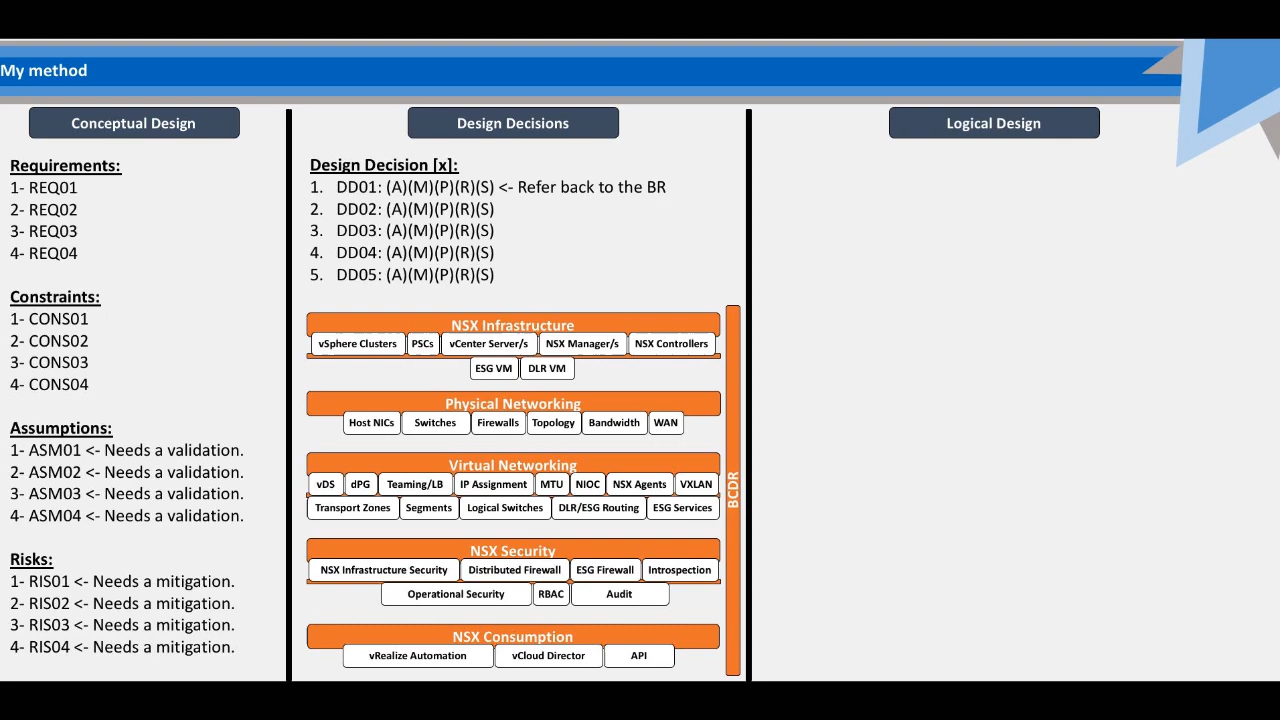 My method
Conceptual Design
Requirements:
1- REQ01
2- REQ02
3- REQ03
4- REQ04
Constraints:
1- CONS01
2- CONS02
3- CONS03
4- CONS04
Assumptions:
1- ASM01 <- Needs a validation.
2- ASM02 <- Needs a validation.
3- ASM03 <- Needs a validation.
4- ASM04 <- Needs a validation.
Risks:
1- RIS01 <- Needs a mitigation.
2- RIS02 <- Needs a mitigation.
3- RIS03 <- Needs a mitigation.
4- RIS04 <- Needs a mitigation.
Design Decisions
Design Decision [x]:
1. DD01: (A)(M)(P)(R)(S) <- Refer back to the BR
2. DD02: (A)(M)(P)(R)(S)
3. DD03: (A)(M)(P)(R)(S)
4. DD04: (A)(M)(P)(R)(S)
5. DD05: (A)(M)(P)(R)(S)
NSX Infrastructure
vSphere Clusters PSCs vCenter Server/s NSX Manager/s NSX Controllers
ESG VM DLR VM
Physical Networking
Host NICs Switches Firewalls Topology Bandwidth WAN
Virtual Networking
vDS dPG Teaming/LB IP Assignment MTU NIOC NSX Agents VXLAN
Transport Zones Segments Logical Switches DLR/ESG Routing ESG Services
NSX Security
NSX Infrastructure Security Distributed Firewall ESG Firewall Introspection
Operational Security RBAC Audit
NSX Consumption
vRealize Automation vCloud Director API
BCDR
Logical Design